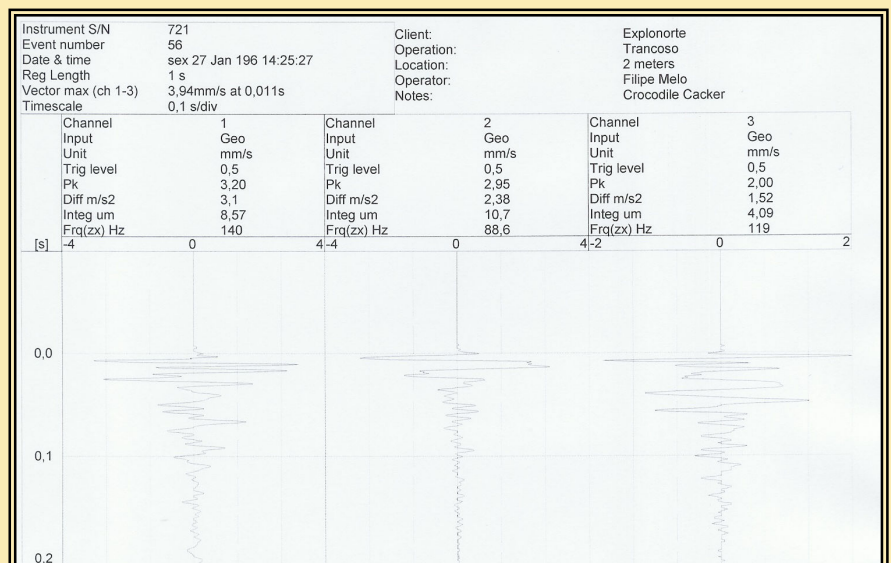 Instrument S/N 721
Event number 56
Date & time sex 27 Jan 196 14:25:27
Reg Length 1 s
Vector max (ch 1-3) 3,94mm/s at 0,011s
Timescale 0,1 s/div
Client: Explonorte
Operation: Trancoso
Location: 2 meters
Operator: Filipe Melo
Notes: Crocodile Cacker
Channel 1 Channel 2 Channel 3
Input Geo Input Geo Input Geo
Unit mm/s Unit mm/s Unit mm/s
Trig level 0,5 Trig level 0,5 Trig level 0,5
Pk 3,20 Pk 2,95 Pk 2,00
Diff m/s2 3,1 Diff m/s2 2,38 Diff m/s2 1,52
Integ um 8,57 Integ um 10,7 Integ um 4,09
Frq(zx) Hz 140 Frq(zx) Hz 88,6 Frq(zx) Hz 119
[s] -4 0 4 -4 0 4 -2 0 2
0,0
0,1
0,2